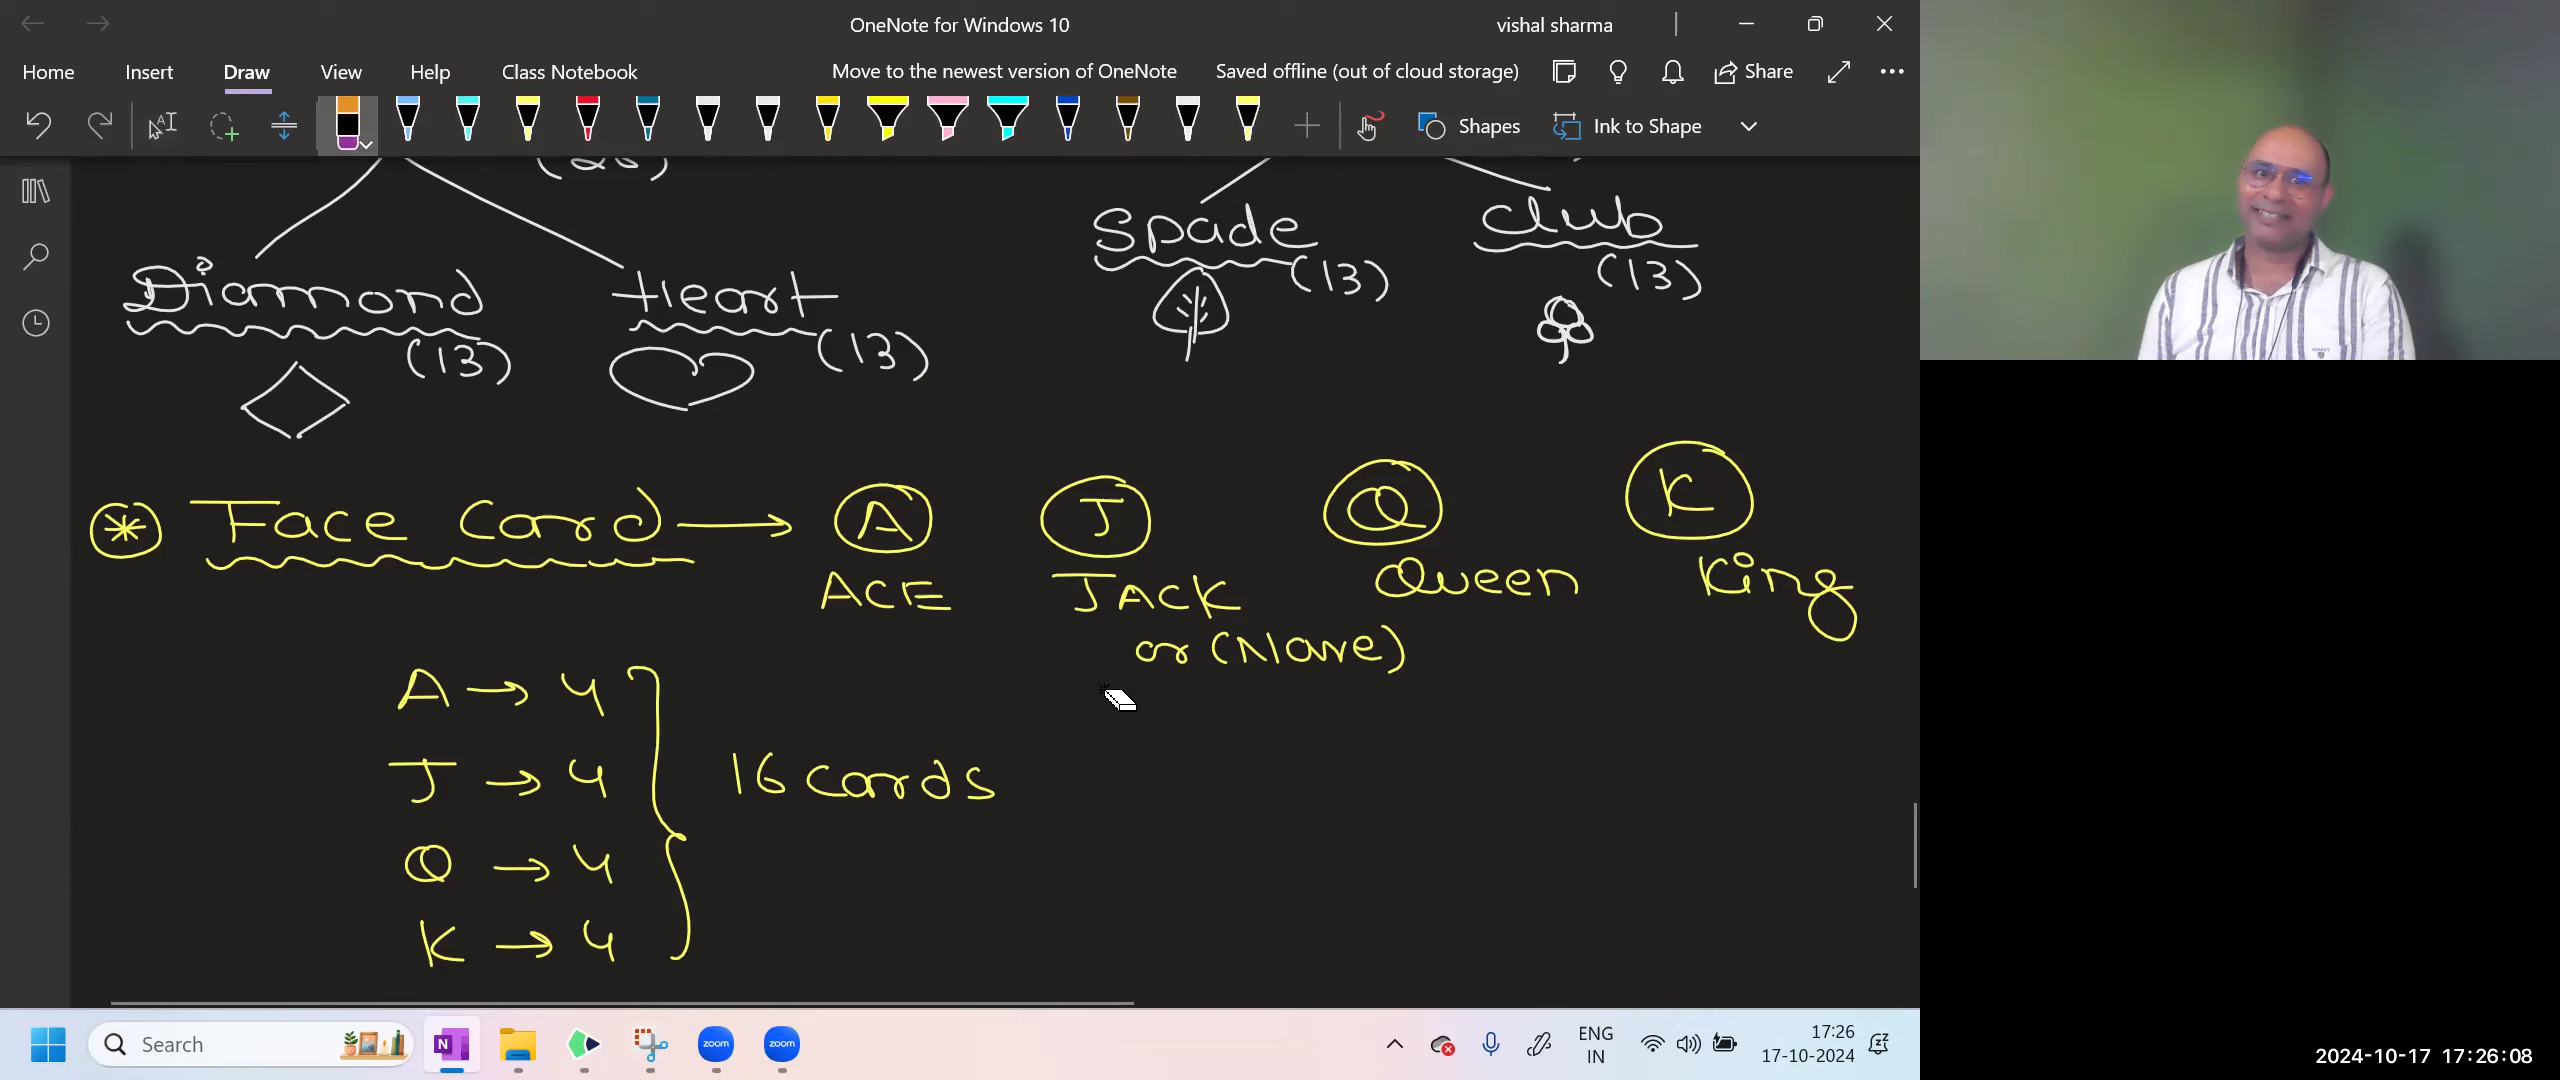 OneNote for Windows 10
vishal sharma
Home Insert Draw View Help Class Notebook
Move to the newest version of OneNote Saved offline (out of cloud storage) Share
Shapes Ink to Shape
Spade club
(13) (13)
Diamond Heart
(13) (13)
* Face Card → A J Q K
ACE JACK Queen King
or (Nave)
A → 4
J → 4 16 cards
Q → 4
K → 4
Search
zoom zoom
ENG
IN
17:26
17-10-2024
2024-10-17 17:26:08